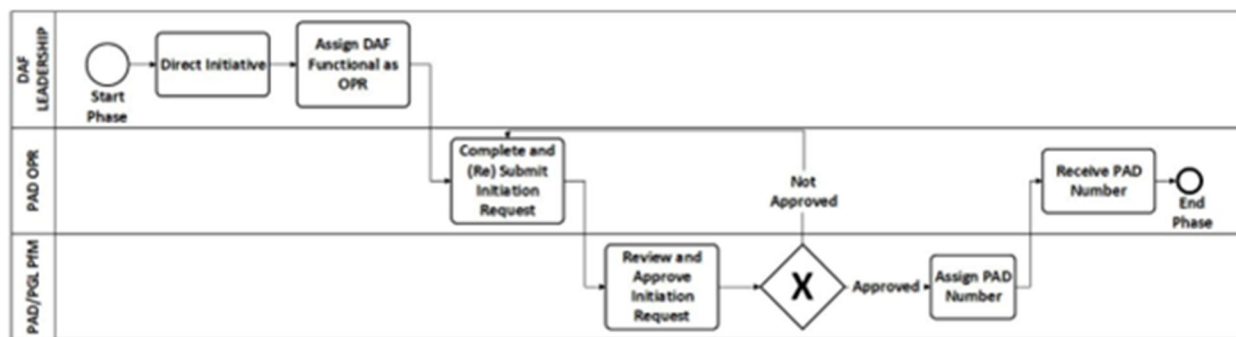 DAF
LEADERSHIP
Start
Phase
Direct Initiative
Assign DAF
Functional as
OPR
PAD OPR
Complete and
(Re) Submit
Initiation
Request
Not
Approved
Receive PAD
Number
End
Phase
PAD/PGL PfM
Review and
Approve
Initiation
Request
X
Approved
Assign PAD
Number